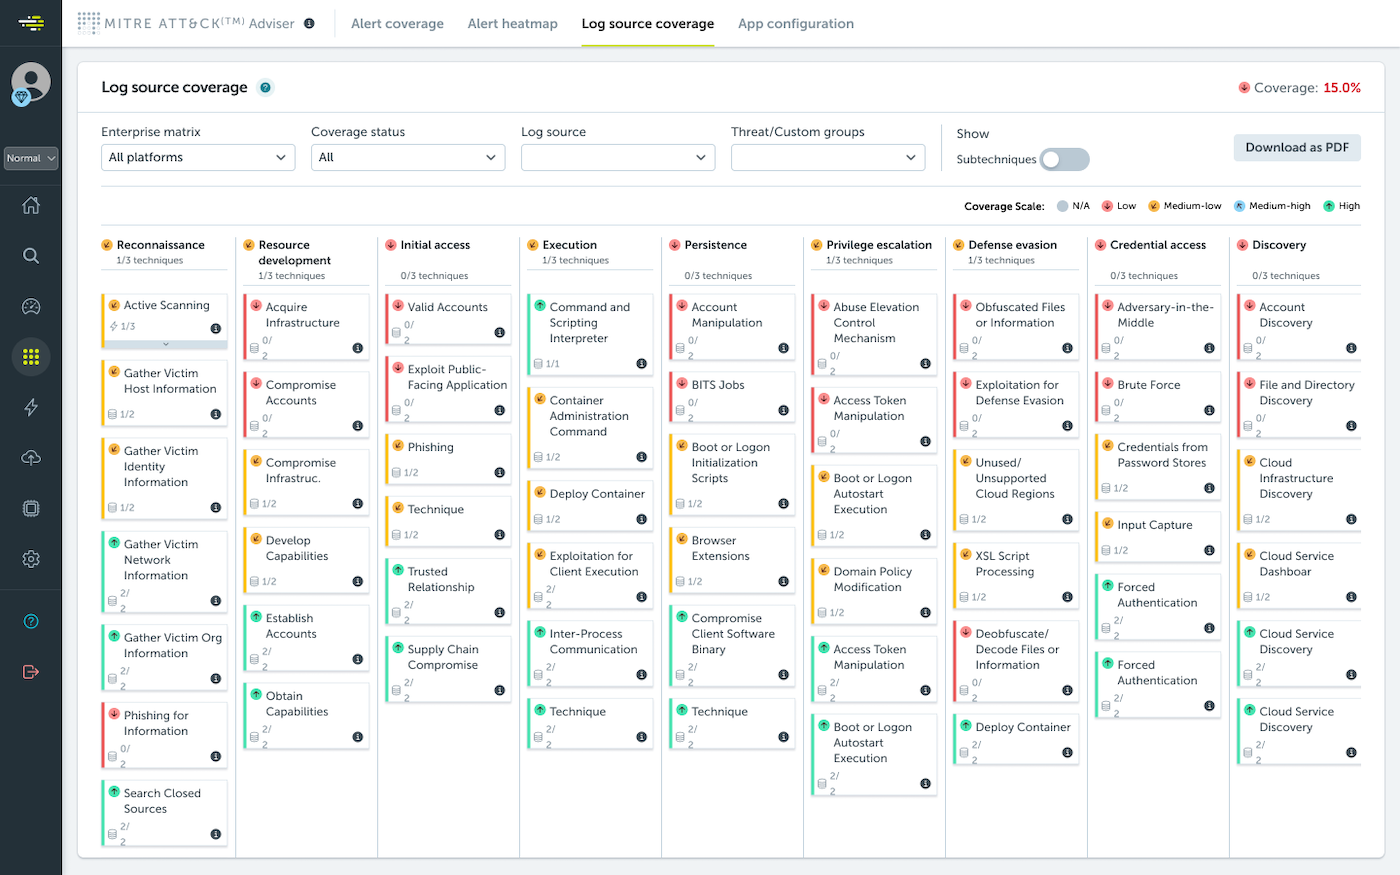 MITRE ATT&CK(TM) Adviser
Alert coverage
Alert heatmap
Log source coverage
App configuration
Normal
Log source coverage
Coverage: 15.0%
Enterprise matrix
All platforms
Coverage status
All
Log source
Threat/Custom groups
Show
Subtechniques
Download as PDF
Coverage Scale:
N/A
Low
Medium-low
Medium-high
High
Reconnaissance
1/3 techniques
Active Scanning
1/3
Gather Victim
Host Information
1/2
Gather Victim
Identity
Information
1/2
Gather Victim
Network
Information
2/
2
Gather Victim Org
Information
2/
2
Phishing for
Information
0/
2
Search Closed
Sources
2/
2
Resource
development
1/3 techniques
Acquire
Infrastructure
0/
2
Compromise
Accounts
0/
2
Compromise
Infrastruc.
1/2
Develop
Capabilities
1/2
Establish
Accounts
2/
2
Obtain
Capabilities
2/
2
Initial access
0/3 techniques
Valid Accounts
0/
2
Exploit Public-
Facing Application
0/
2
Phishing
1/2
Technique
1/2
Trusted
Relationship
2/
2
Supply Chain
Compromise
2/
2
Execution
1/3 techniques
Command and
Scripting
Interpreter
1/1
Container
Administration
Command
1/2
Deploy Container
1/2
Exploitation for
Client Execution
2/
2
Inter-Process
Communication
2/
2
Technique
2/
2
Persistence
0/3 techniques
Account
Manipulation
0/
2
BITS Jobs
0/
2
Boot or Logon
Initialization
Scripts
1/2
Browser
Extensions
1/2
Compromise
Client Software
Binary
2/
2
Technique
2/
2
Privilege escalation
1/3 techniques
Abuse Elevation
Control
Mechanism
0/
2
Access Token
Manipulation
0/
2
Boot or Logon
Autostart
Execution
1/2
Domain Policy
Modification
1/2
Access Token
Manipulation
2/
2
Boot or Logon
Autostart
Execution
2/
2
Defense evasion
1/3 techniques
Obfuscated Files
or Information
0/
2
Exploitation for
Defense Evasion
0/
2
Unused/
Unsupported
Cloud Regions
1/2
XSL Script
Processing
1/2
Deobfuscate/
Decode Files or
Information
0/
2
Deploy Container
2/
2
Credential access
0/3 techniques
Adversary-in-the-
Middle
0/
2
Brute Force
0/
2
Credentials from
Password Stores
1/2
Input Capture
1/2
Forced
Authentication
2/
2
Forced
Authentication
2/
2
Discovery
0/3 techniques
Account
Discovery
0/
2
File and Directory
Discovery
0/
2
Cloud
Infrastructure
Discovery
1/2
Cloud Service
Dashboar
1/2
Cloud Service
Discovery
2/
2
Cloud Service
Discovery
2/
2